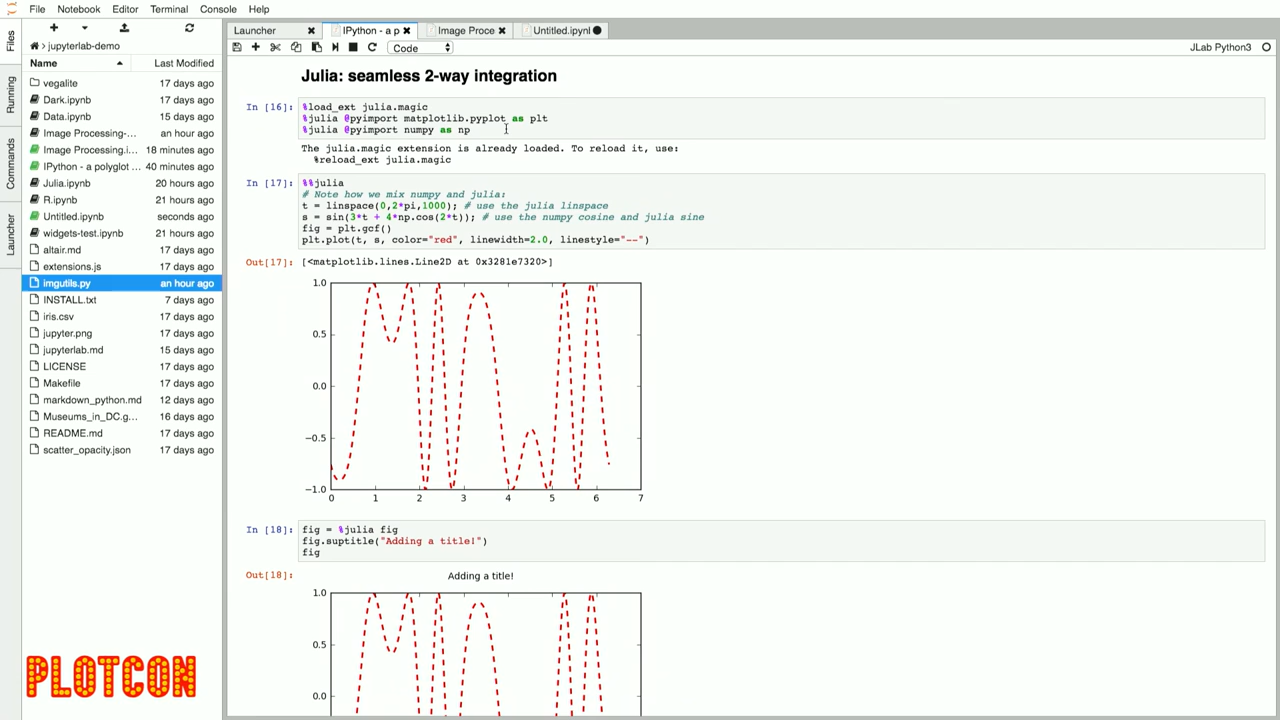 File Notebook Editor Terminal Console Help
Files
Running
Commands
Launcher
jupyterlab-demo
Name Last Modified
vegalite 17 days ago
Dark.ipynb 17 days ago
Data.ipynb 15 days ago
Image Processing-... an hour ago
Image Processing.i... 18 minutes ago
IPython - a polyglot ... 40 minutes ago
Julia.ipynb 20 hours ago
R.ipynb 21 hours ago
Untitled.ipynb seconds ago
widgets-test.ipynb 21 hours ago
altair.md 17 days ago
extensions.js 17 days ago
imgutils.py an hour ago
INSTALL.txt 7 days ago
iris.csv 17 days ago
jupyter.png 17 days ago
jupyterlab.md 15 days ago
LICENSE 17 days ago
Makefile 17 days ago
markdown_python.md 12 days ago
Museums_in_DC.g... 16 days ago
README.md 17 days ago
scatter_opacity.json 17 days ago
PLOTCON
Launcher IPython - a p Image Proce Untitled.ipynl
Code JLab Python3
Julia: seamless 2-way integration
In [16]: %load_ext julia.magic
%julia @pyimport matplotlib.pyplot as plt
%julia @pyimport numpy as np
The julia.magic extension is already loaded. To reload it, use:
%reload_ext julia.magic
In [17]: %%julia
# Note how we mix numpy and julia:
t = linspace(0,2*pi,1000); # use the julia linspace
s = sin(3*t + 4*np.cos(2*t)); # use the numpy cosine and julia sine
fig = plt.gcf()
plt.plot(t, s, color="red", linewidth=2.0, linestyle="--")
Out[17]: [<matplotlib.lines.Line2D at 0x3281e7320>]
1.0
0.5
0.0
−0.5
−1.0
0 1 2 3 4 5 6 7
In [18]: fig = %julia fig
fig.suptitle("Adding a title!")
fig
Out[18]: Adding a title!
1.0
0.5
0.0